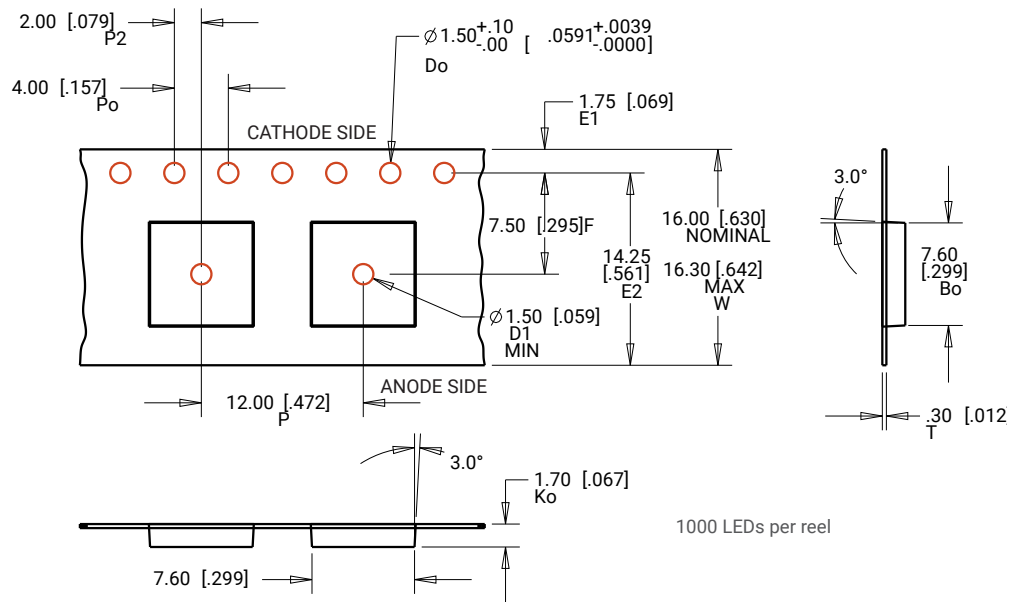 2.00 [.079]
P2
⌀ 1.50 +.10 -.00 [ .0591 +.0039 -.0000]
Do
4.00 [.157]
Po
1.75 [.069]
E1
CATHODE SIDE
3.0°
7.50 [.295]F
16.00 [.630]
NOMINAL
14.25
[.561]
E2
16.30 [.642]
MAX
W
7.60
[.299]
Bo
⌀ 1.50 [.059]
D1
MIN
ANODE SIDE
12.00 [.472]
P
.30 [.012
T
3.0°
1.70 [.067]
Ko
1000 LEDs per reel
7.60 [.299]